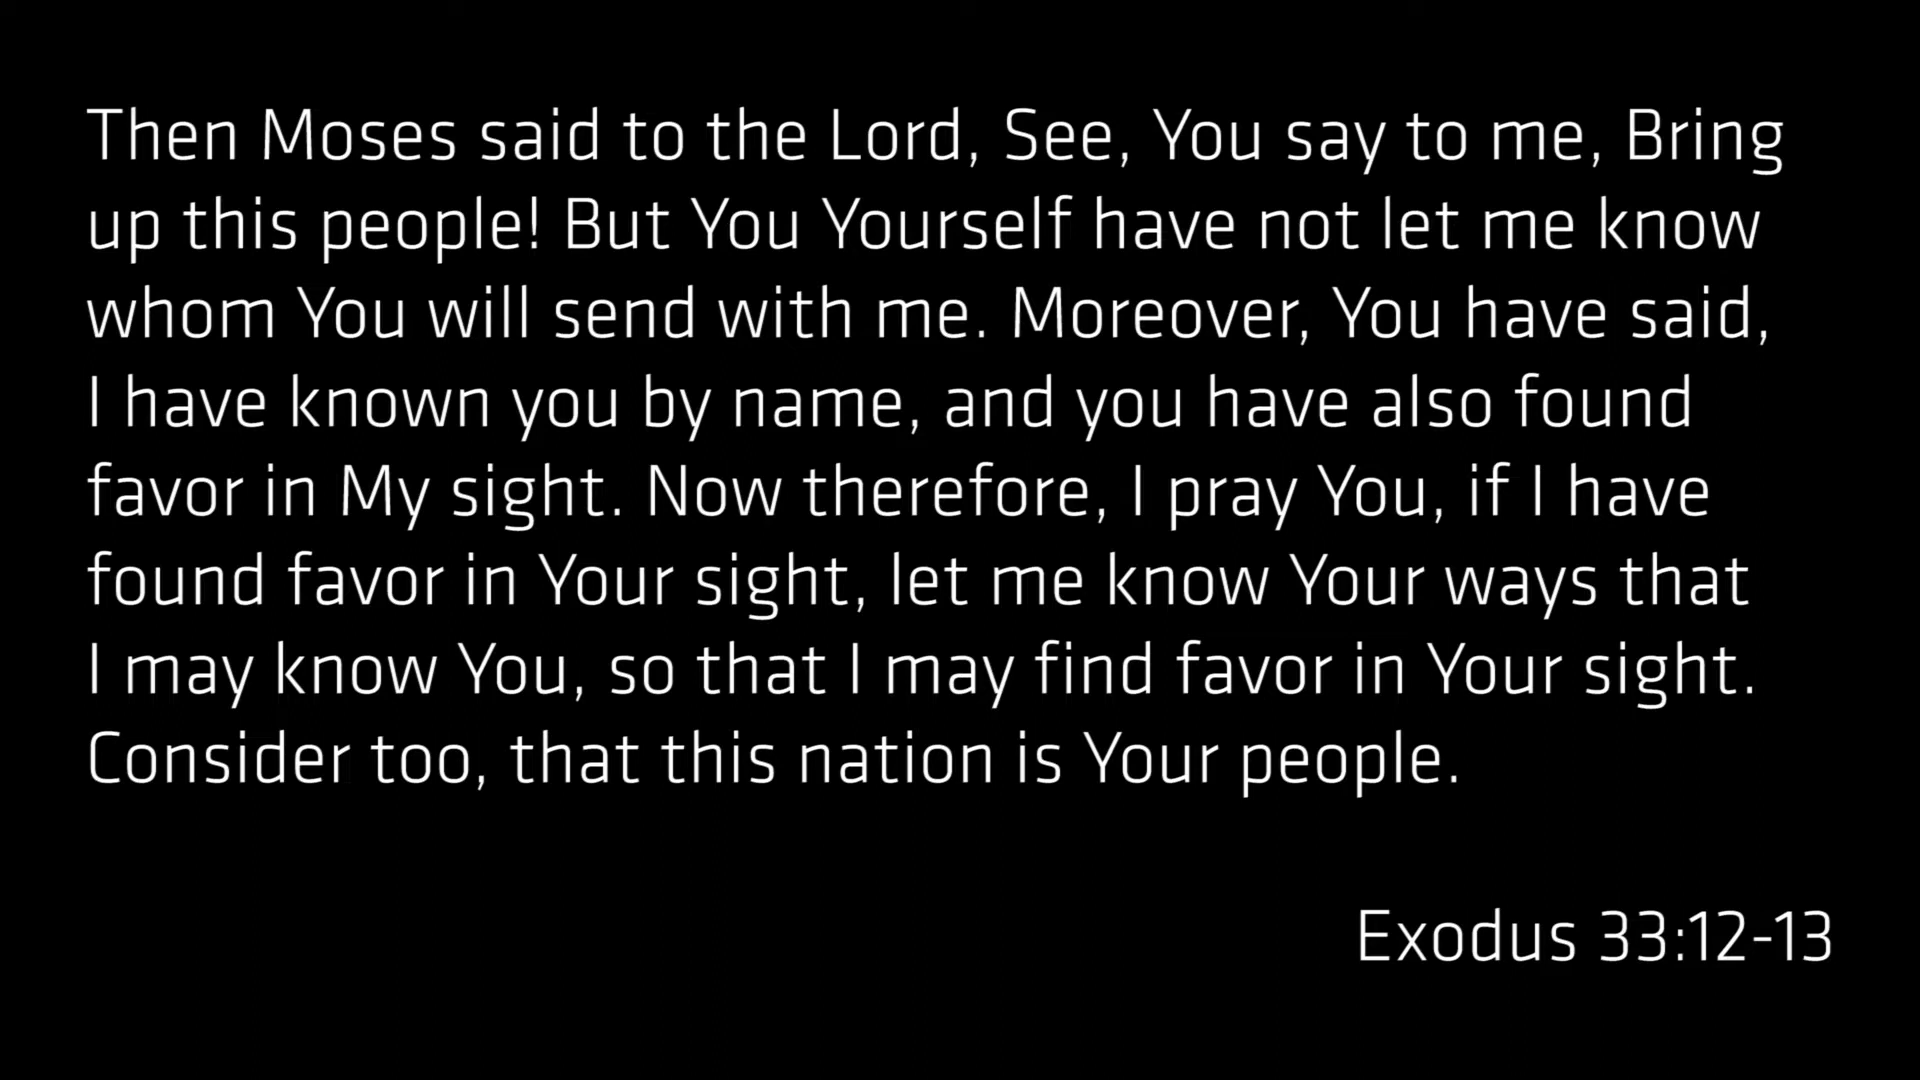 Then Moses said to the Lord, See, You say to me, Bring
up this people! But You Yourself have not let me know
whom You will send with me. Moreover, You have said,
I have known you by name, and you have also found
favor in My sight. Now therefore, I pray You, if I have
found favor in Your sight, let me know Your ways that
I may know You, so that I may find favor in Your sight.
Consider too, that this nation is Your people.
Exodus 33:12-13